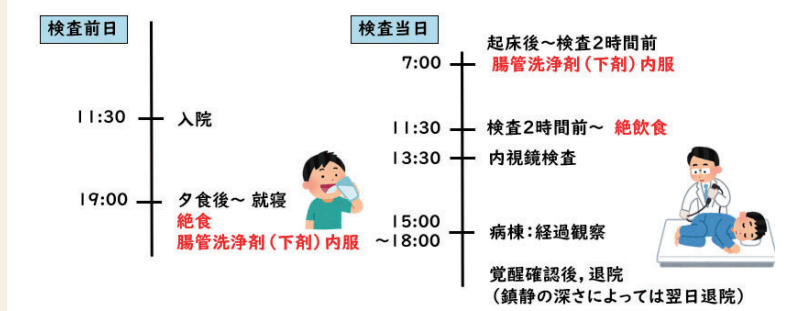 検査前日
11:30 入院
19:00 夕食後～ 就寝
絶食
腸管洗浄剤(下剤)内服
検査当日
7:00 起床後～検査2時間前
腸管洗浄剤(下剤)内服
11:30 検査2時間前～ 絶飲食
13:30 内視鏡検査
15:00
～18:00 病棟:経過観察
覚醒確認後,退院
(鎮静の深さによっては翌日退院)